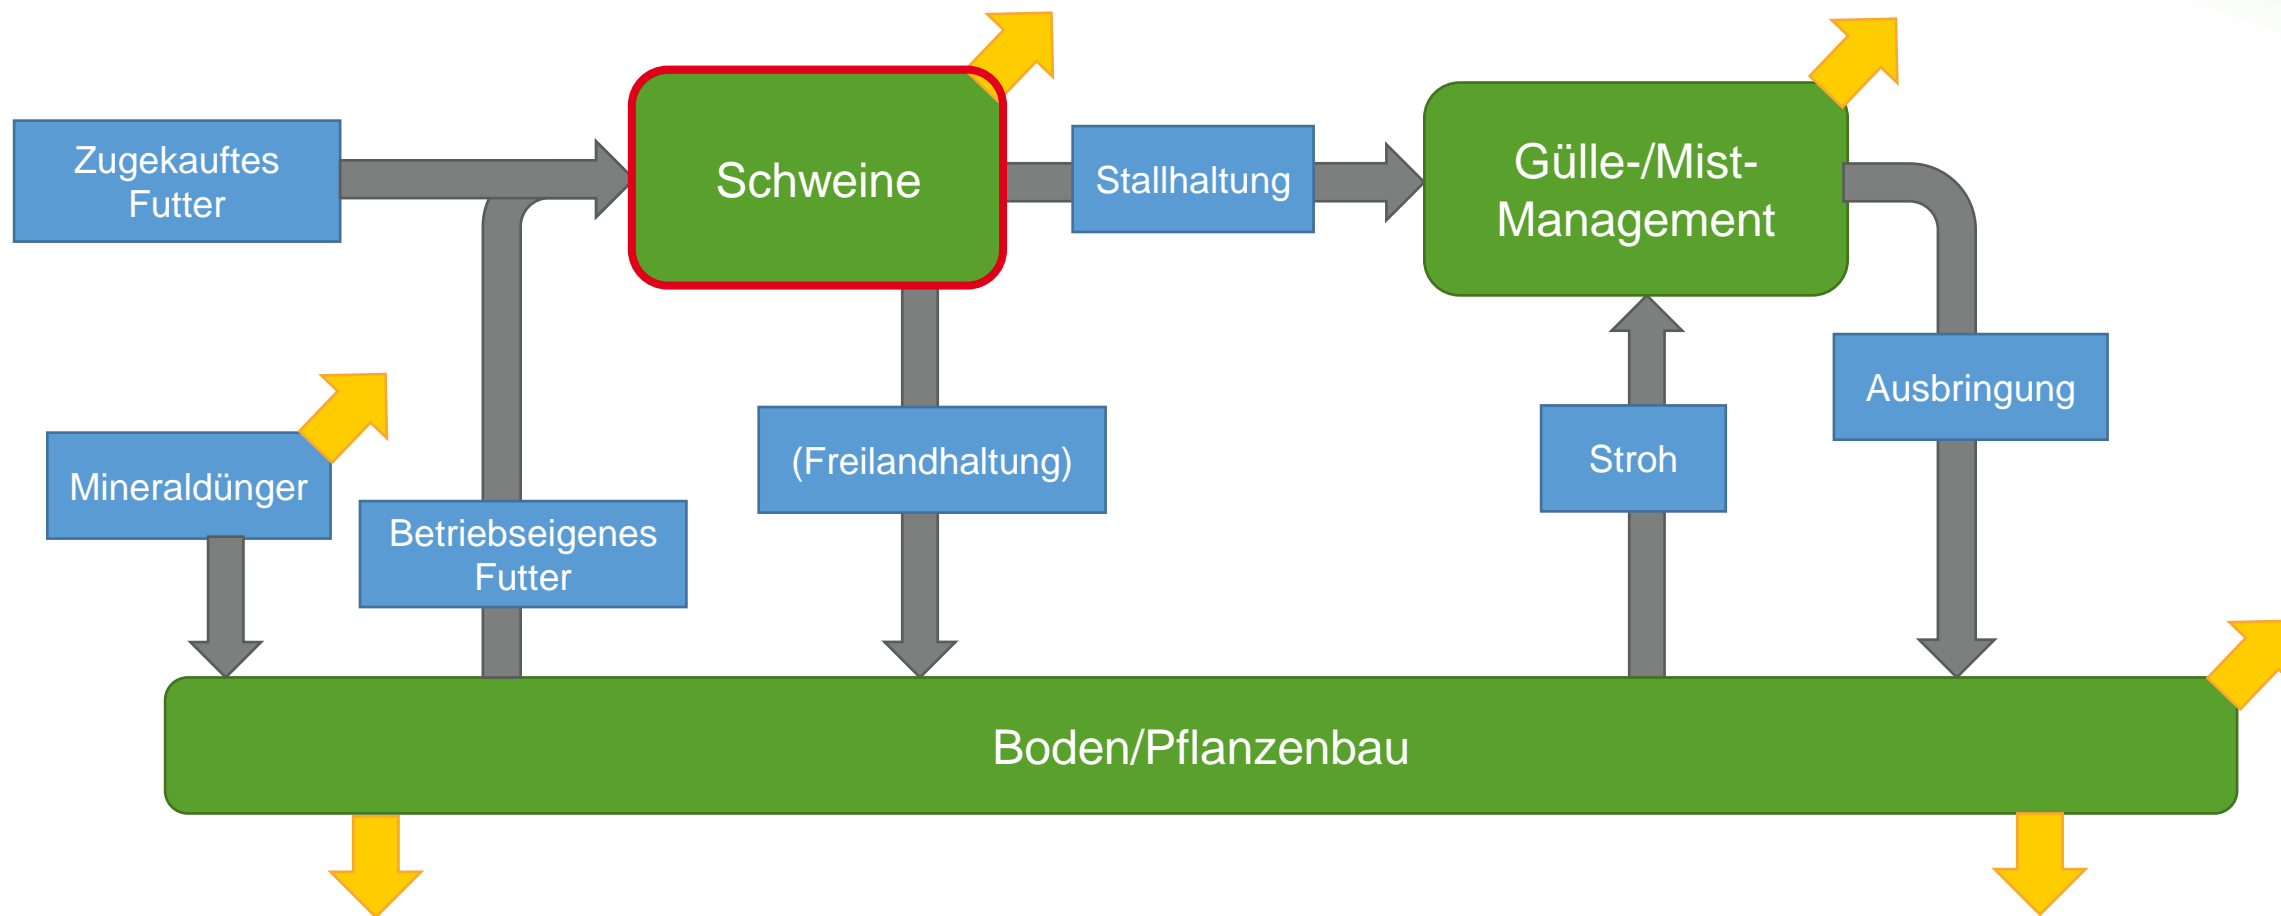 Zugekauftes
Futter
Schweine
Stallhaltung
Gülle-/Mist-
Management
Mineraldünger
Betriebseigenes
Futter
(Freilandhaltung)
Stroh
Ausbringung
Boden/Pflanzenbau